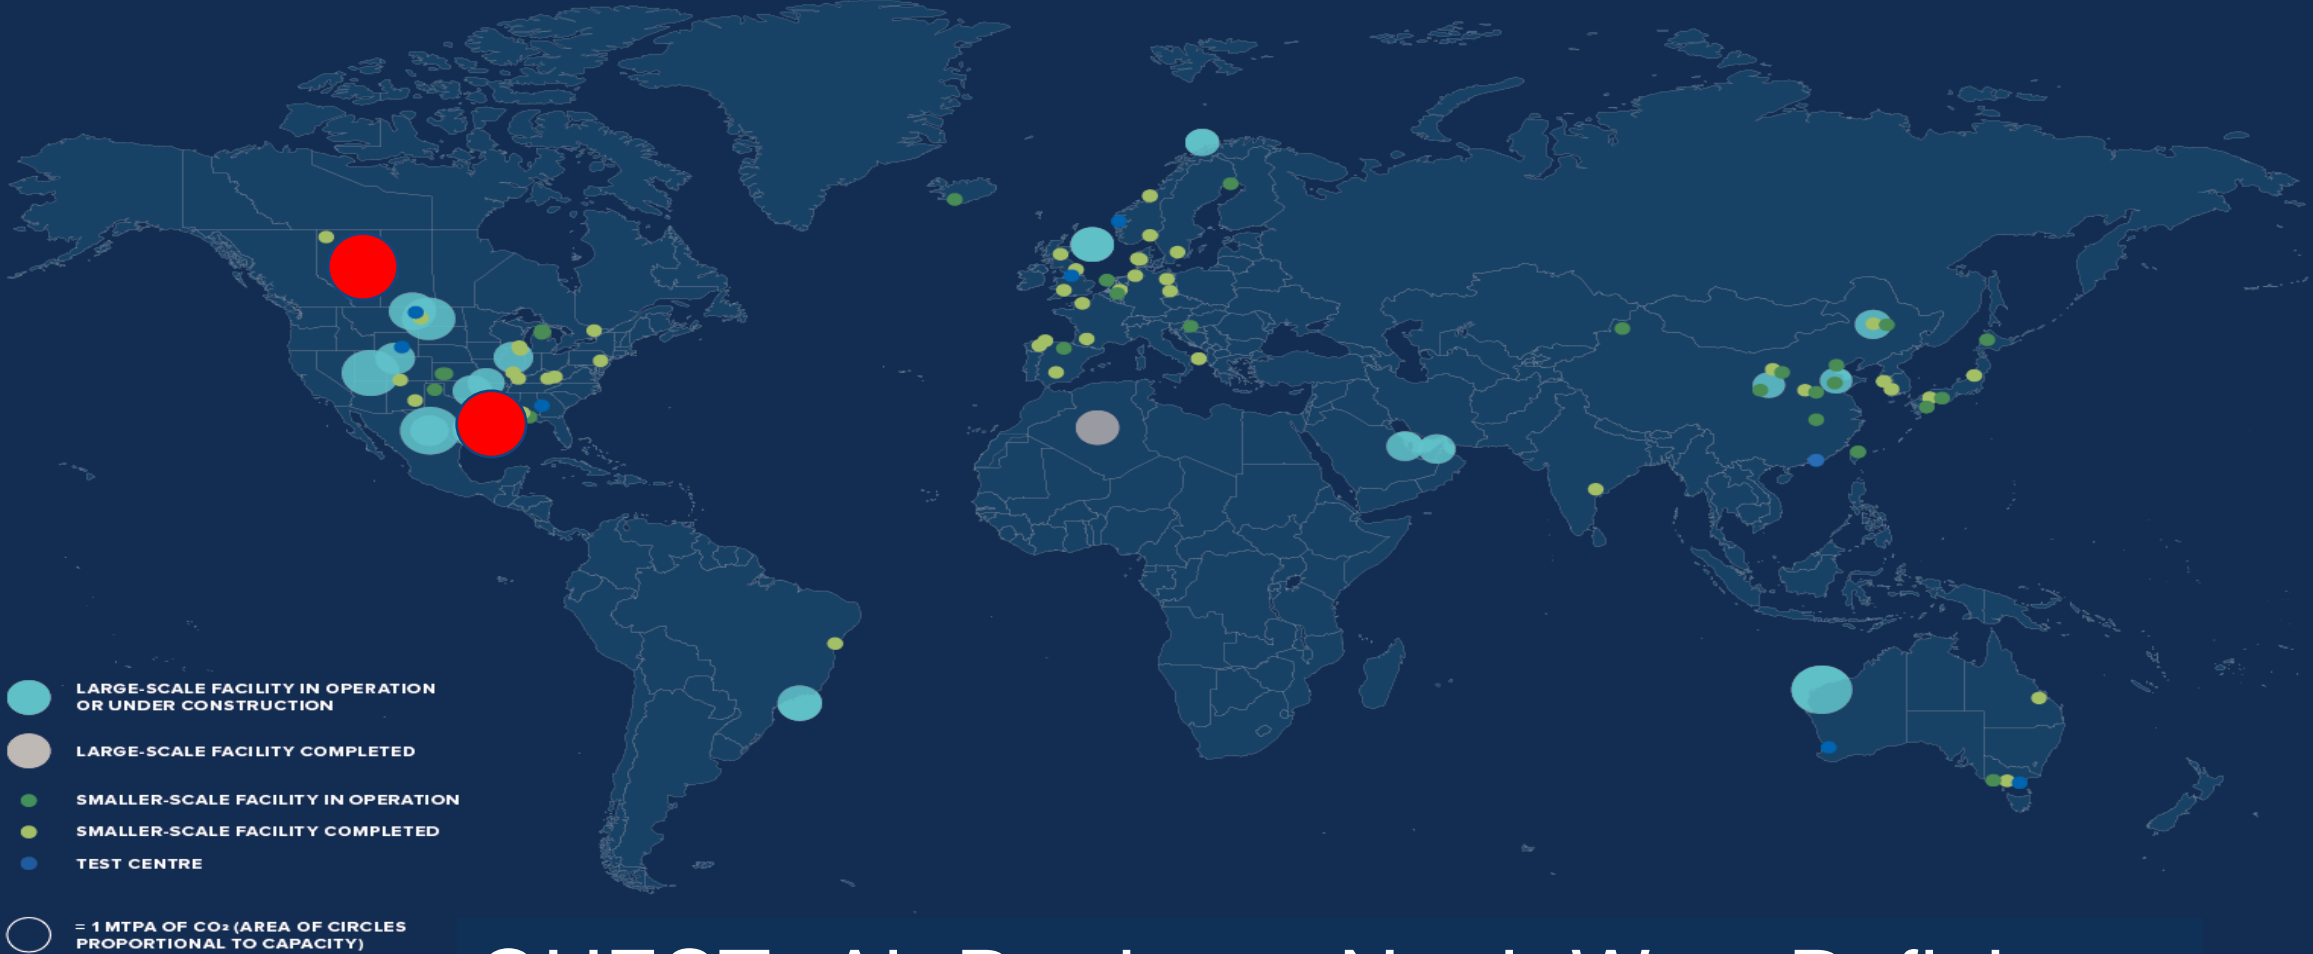 LARGE-SCALE FACILITY IN OPERATION
OR UNDER CONSTRUCTION
LARGE-SCALE FACILITY COMPLETED
SMALLER-SCALE FACILITY IN OPERATION
SMALLER-SCALE FACILITY COMPLETED
TEST CENTRE
= 1 MTPA OF CO₂ (AREA OF CIRCLES
PROPORTIONAL TO CAPACITY)